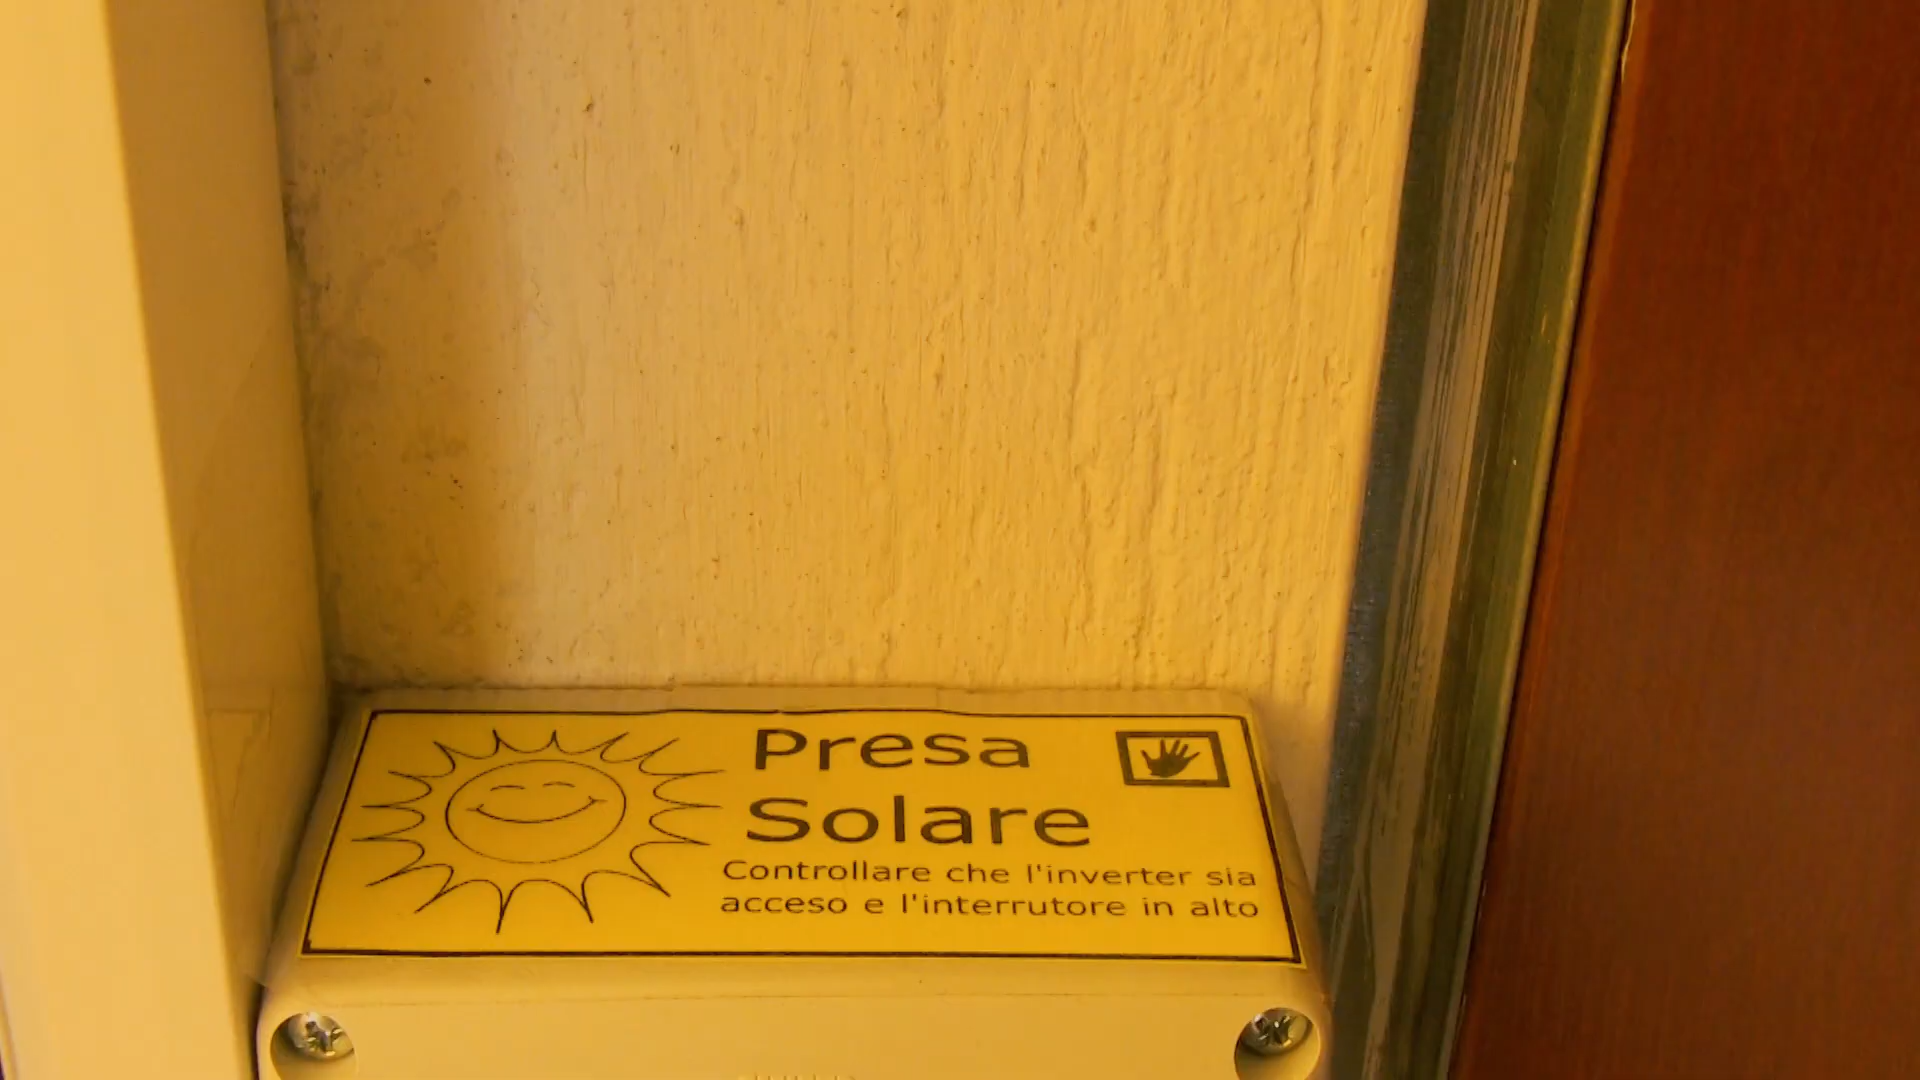 Presa
Solare
Controllare che l'inverter sia
acceso e l'interrutore in alto